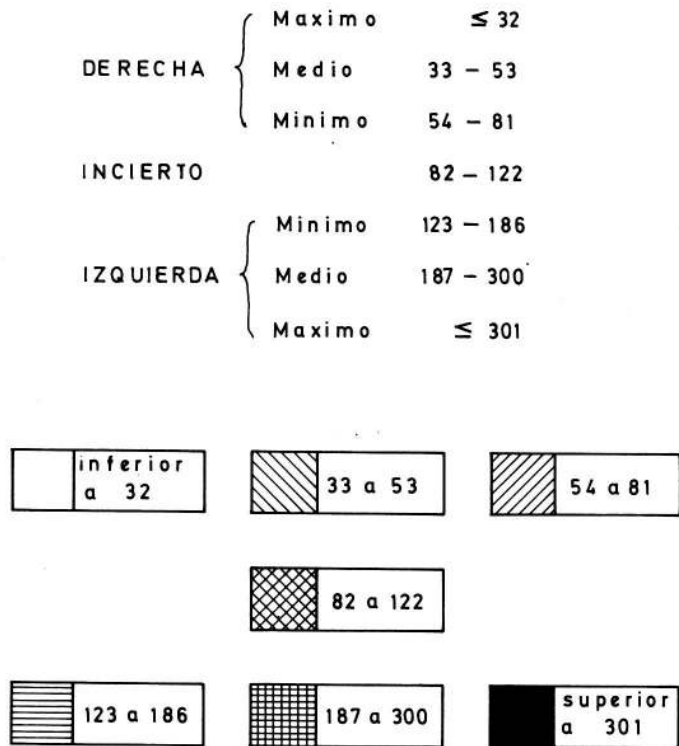 Maximo ≤ 32
DERECHA Medio 33 – 53
Minimo 54 – 81
INCIERTO 82 – 122
Minimo 123 – 186
IZQUIERDA Medio 187 – 300
Maximo ≤ 301
inferior
a 32
33 a 53
54 a 81
82 a 122
123 a 186
187 a 300
superior
a 301